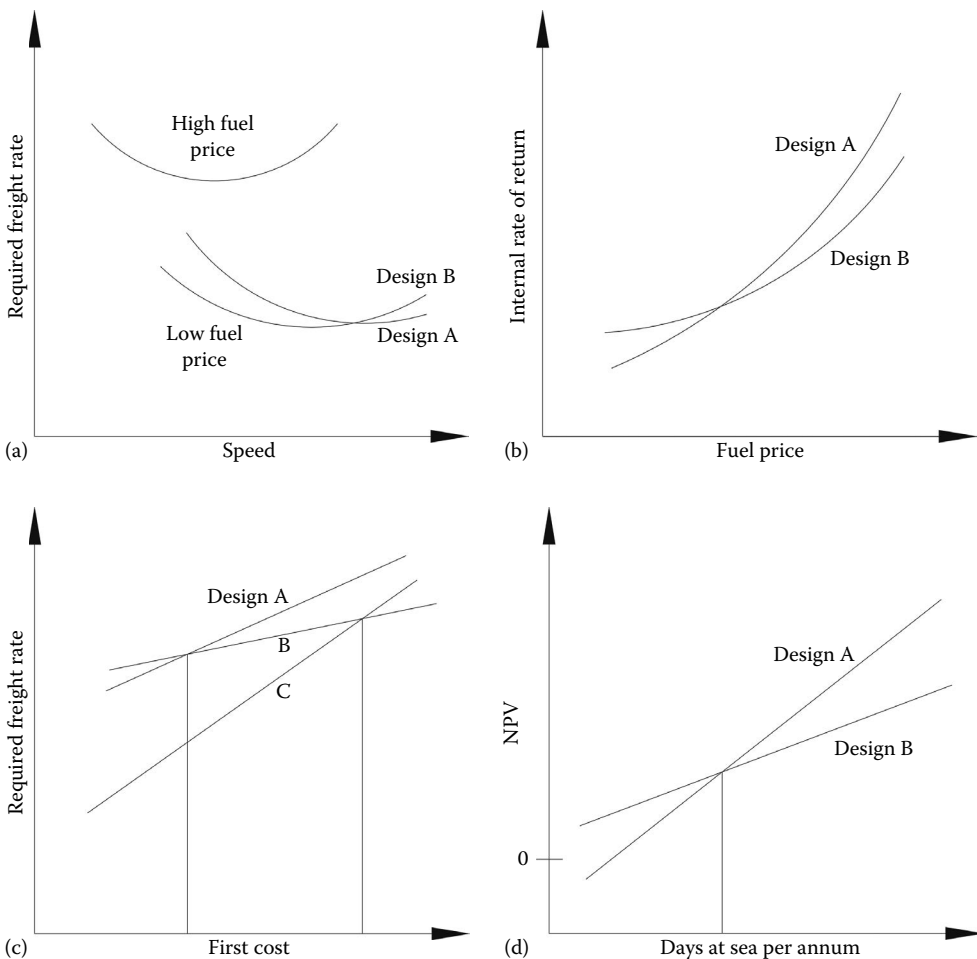 Required freight rate
High fuel
price
Design B
Design A
Low fuel
price
(a)
Speed
Internal rate of return
Design A
Design B
(b)
Fuel price
Required freight rate
Design A
B
C
(c)
First cost
NPV
Design A
Design B
0
(d)
Days at sea per annum